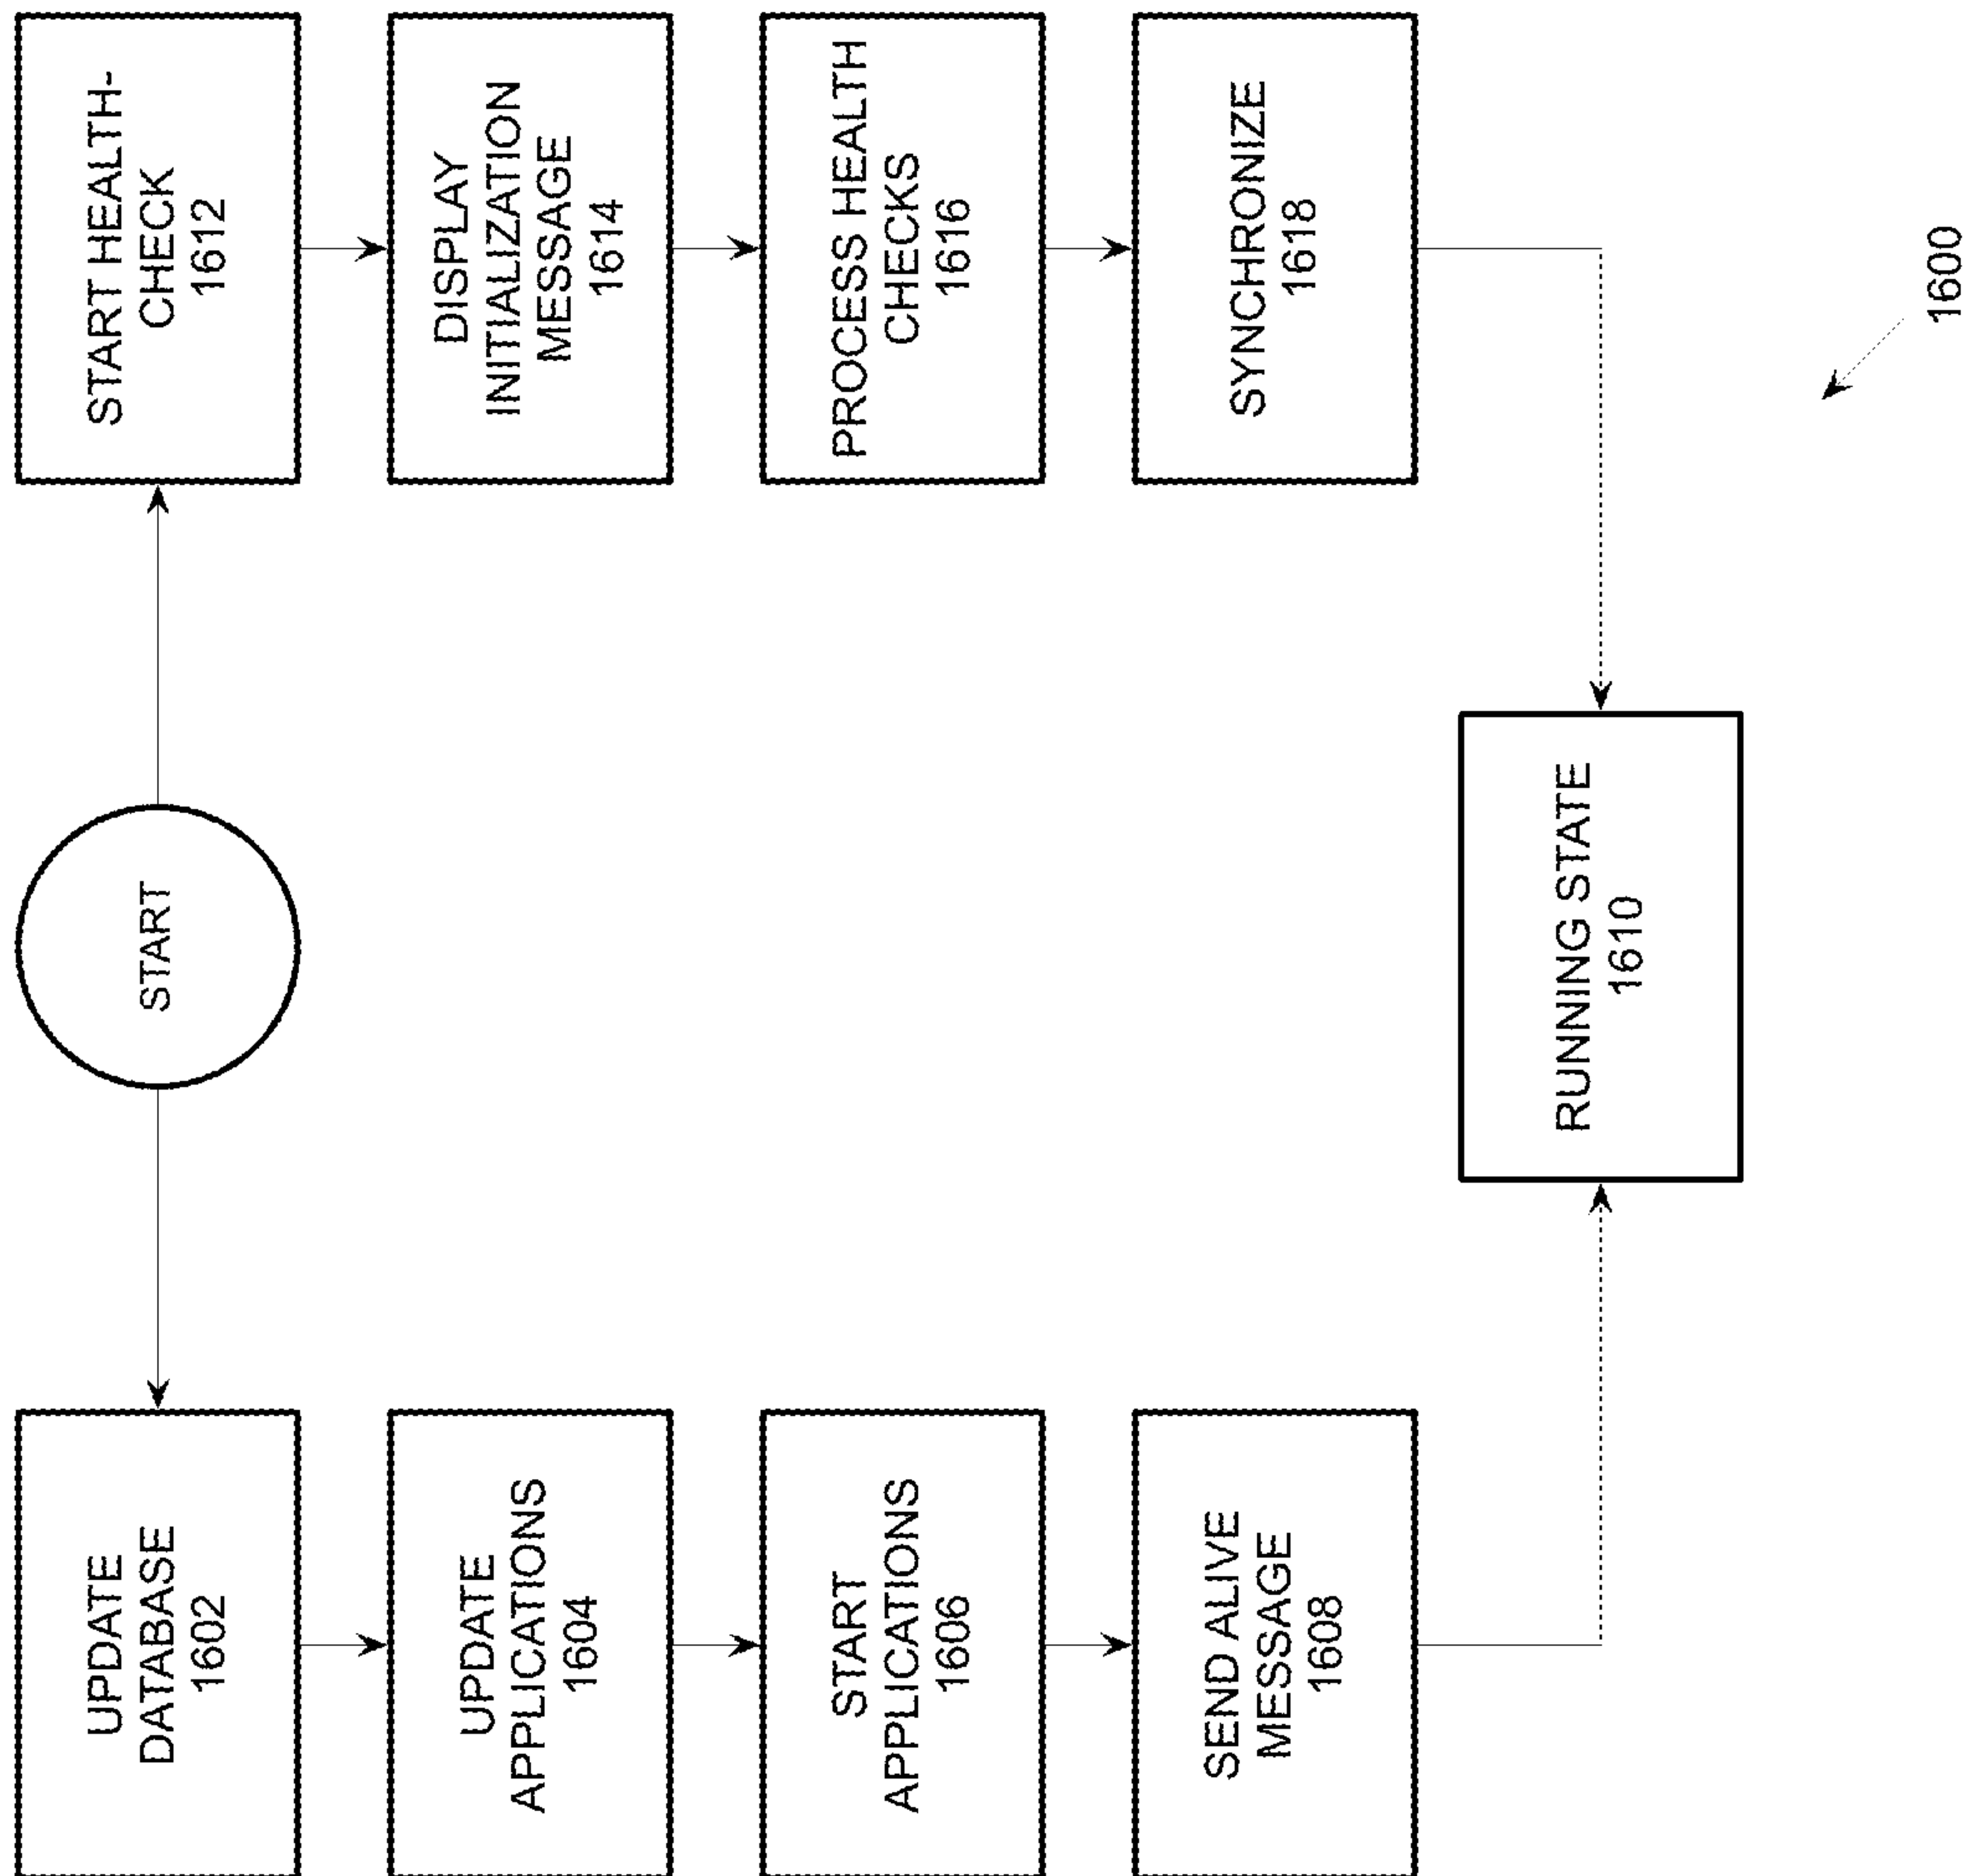 START
UPDATE
DATABASE
1602
UPDATE
APPLICATIONS
1604
START
APPLICATIONS
1606
SEND ALIVE
MESSAGE
1608
RUNNING STATE
1610
START HEALTH-
CHECK
1612
DISPLAY
INITIALIZATION
MESSAGE
1614
PROCESS HEALTH
CHECKS
1616
SYNCHRONIZE
1618
1600